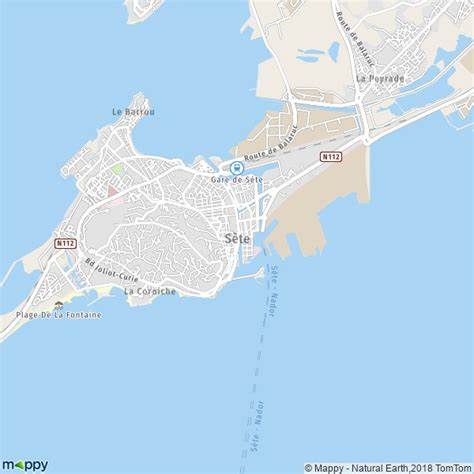 Route de Balaruc
La Peyrade
Le Barrou
Route de Balaruc
N112
Gare de Sète
Sète
N112
Bd Joliot-Curie
La Corniche
Plage De La Fontaine
Sète - Nador
Sète - Nador
mappy
© Mappy - Natural Earth,2018 TomTom